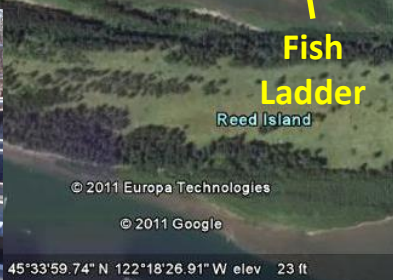 Fish
Ladder
Reed Island
© 2011 Europa Technologies
© 2011 Google
45°33'59.74" N 122°18'26.91" W elev 23 ft